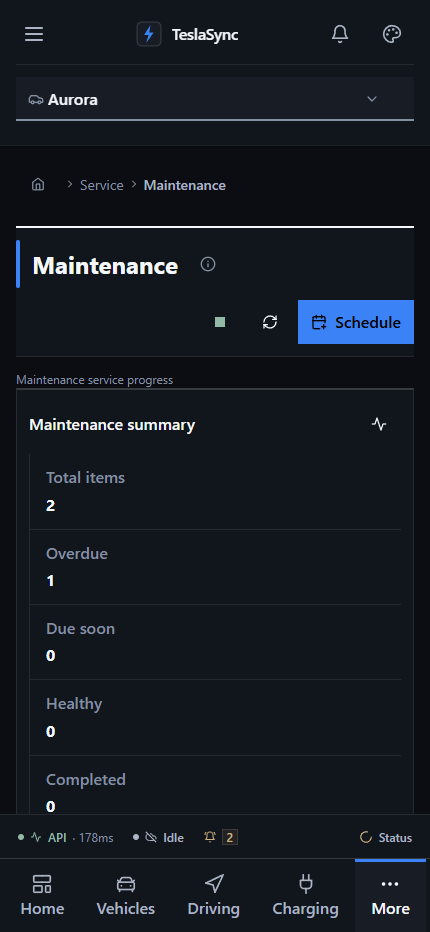 TeslaSync
Aurora
Service
Maintenance
Maintenance
Schedule
Maintenance service progress
Maintenance summary
Total items
2
Overdue
1
Due soon
0
Healthy
0
Completed
0
API · 178ms
Idle
2
Status
Home
Vehicles
Driving
Charging
More